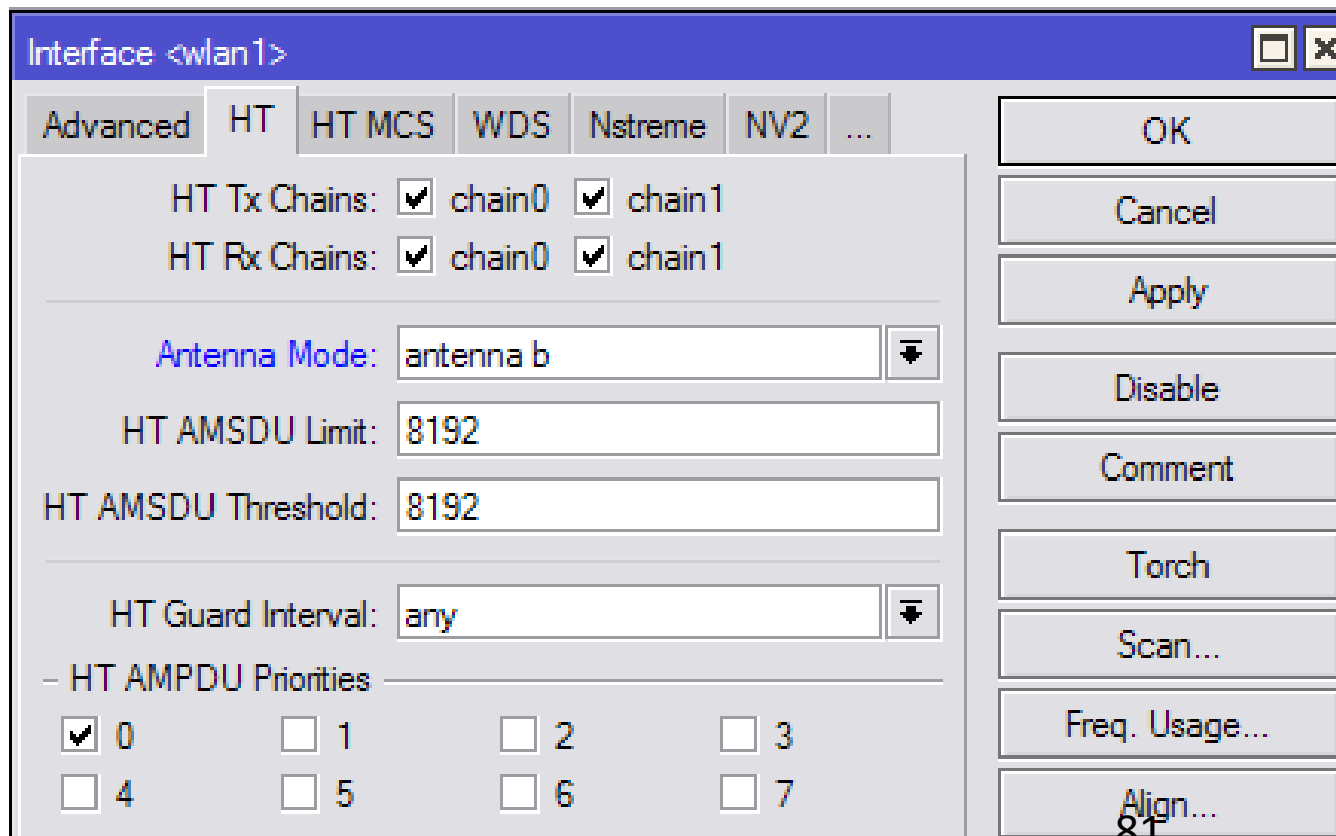 Interface <wlan1>
Advanced HT HT MCS WDS Nstreme NV2 ...
HT Tx Chains: chain0 chain1
HT Rx Chains: chain0 chain1
Antenna Mode: antenna b
HT AMSDU Limit: 8192
HT AMSDU Threshold: 8192
HT Guard Interval: any
HT AMPDU Priorities
0 1 2 3
4 5 6 7
OK
Cancel
Apply
Disable
Comment
Torch
Scan...
Freq. Usage...
Align...
81